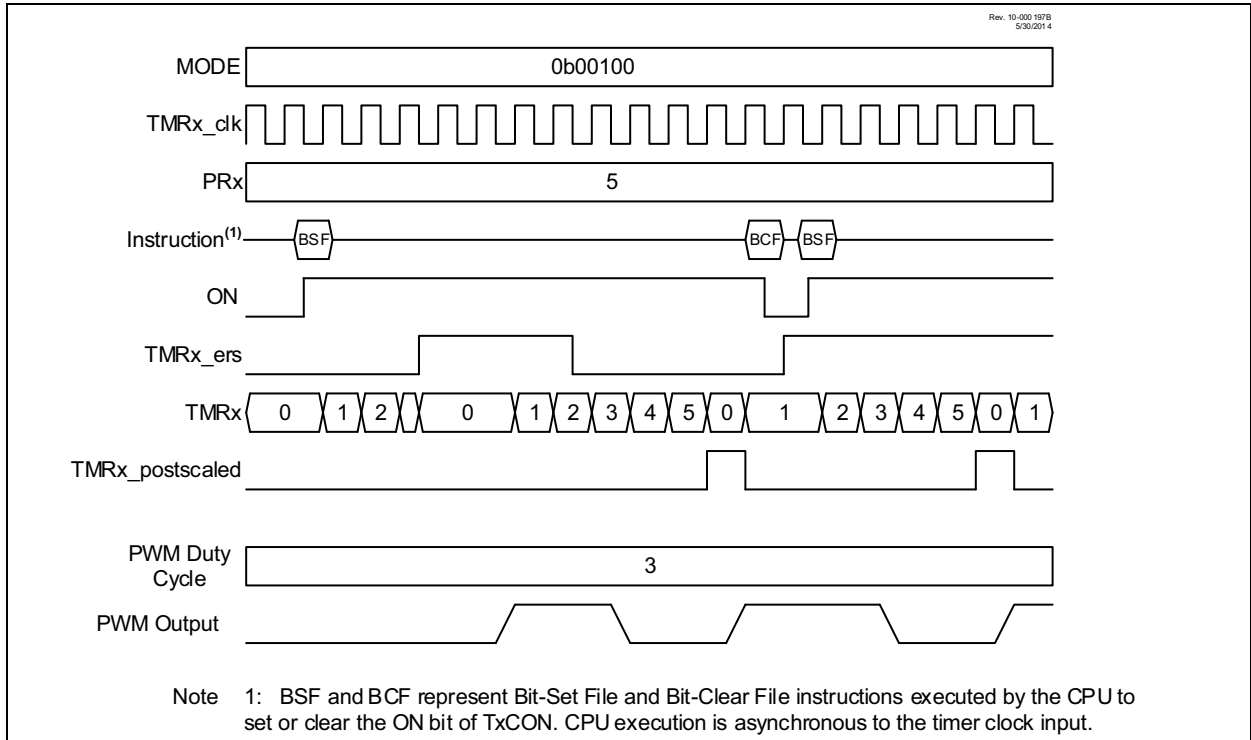 Rev. 10-000 197B
5/30/201 4
MODE 0b00100
TMRx_clk
PRx 5
Instruction(1) BSF BCF BSF
ON
TMRx_ers
TMRx 0 1 2 0 1 2 3 4 5 0 1 2 3 4 5 0 1
TMRx_postscaled
PWM Duty
Cycle 3
PWM Output
Note 1: BSF and BCF represent Bit-Set File and Bit-Clear File instructions executed by the CPU to
set or clear the ON bit of TxCON. CPU execution is asynchronous to the timer clock input.